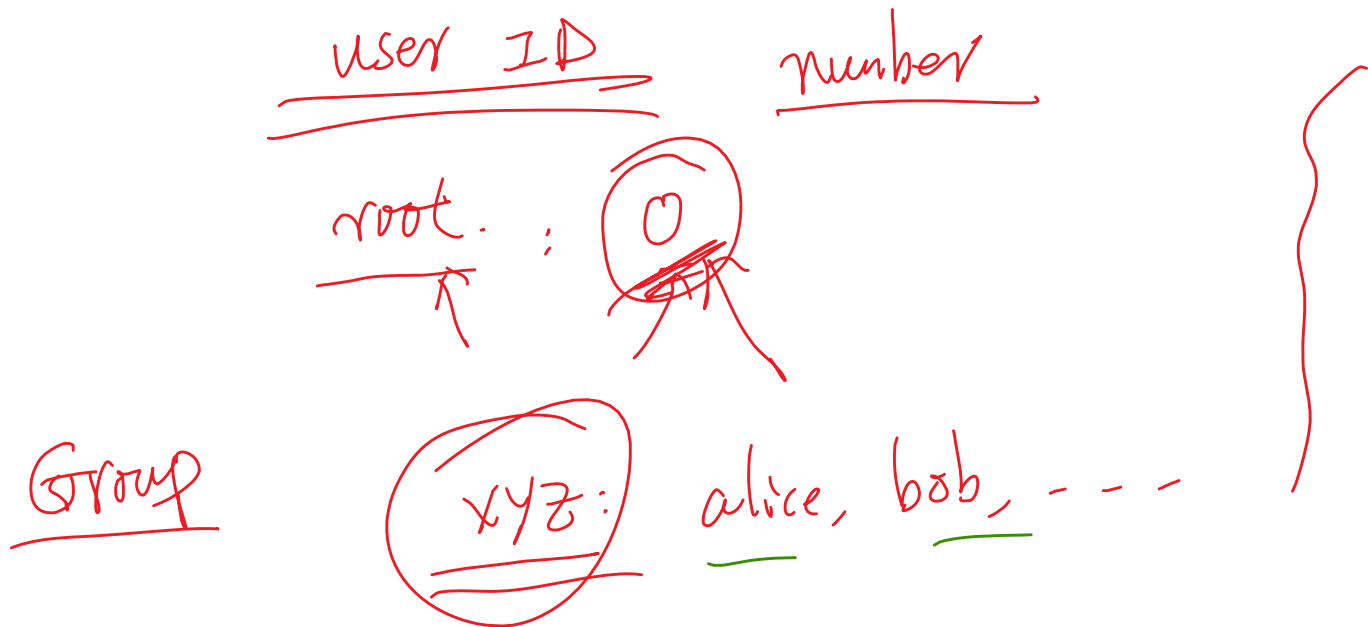 user ID number
root. : 0
Group xyz: alice, bob, - - - -